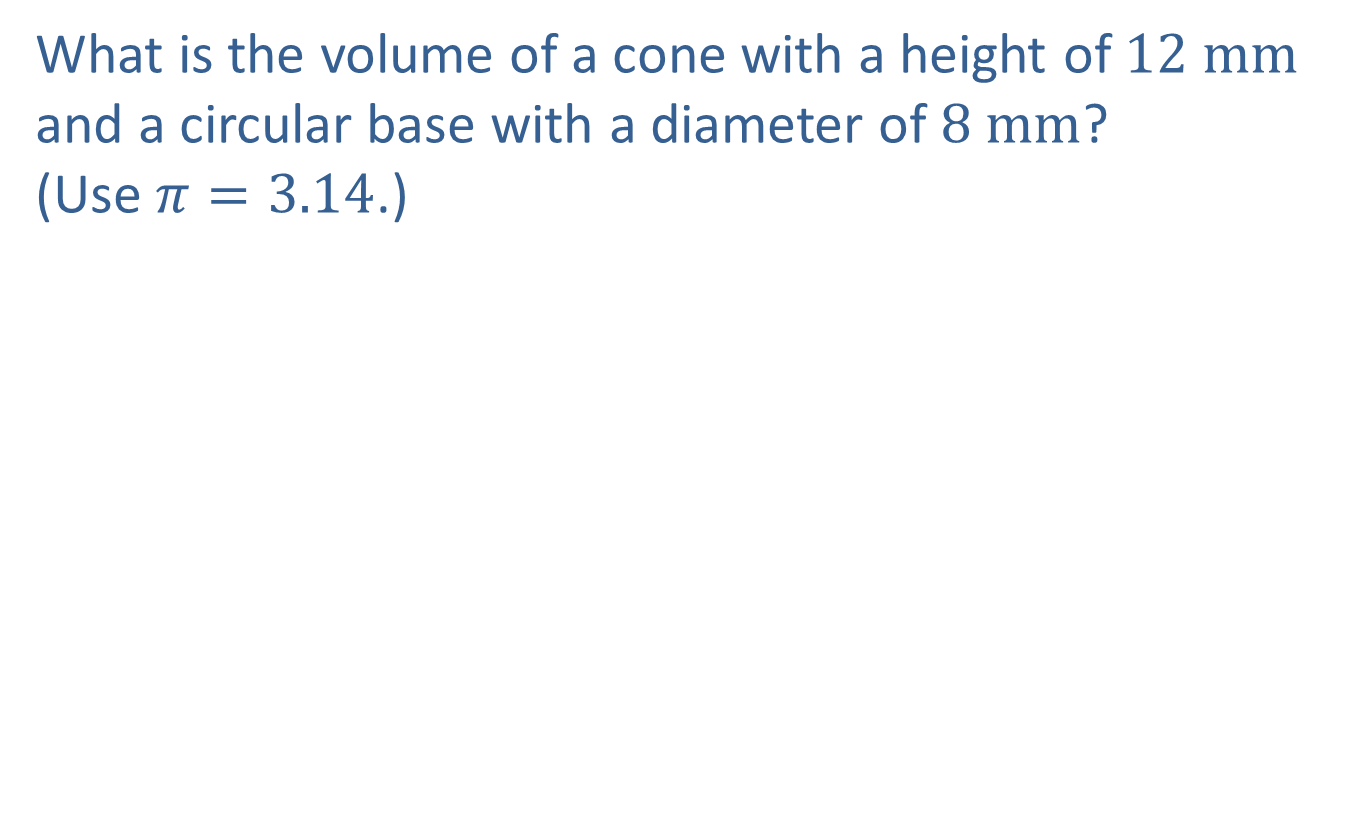 What is the volume of a cone with a height of 12 mm
and a circular base with a diameter of 8 mm?
(Use π = 3.14.)